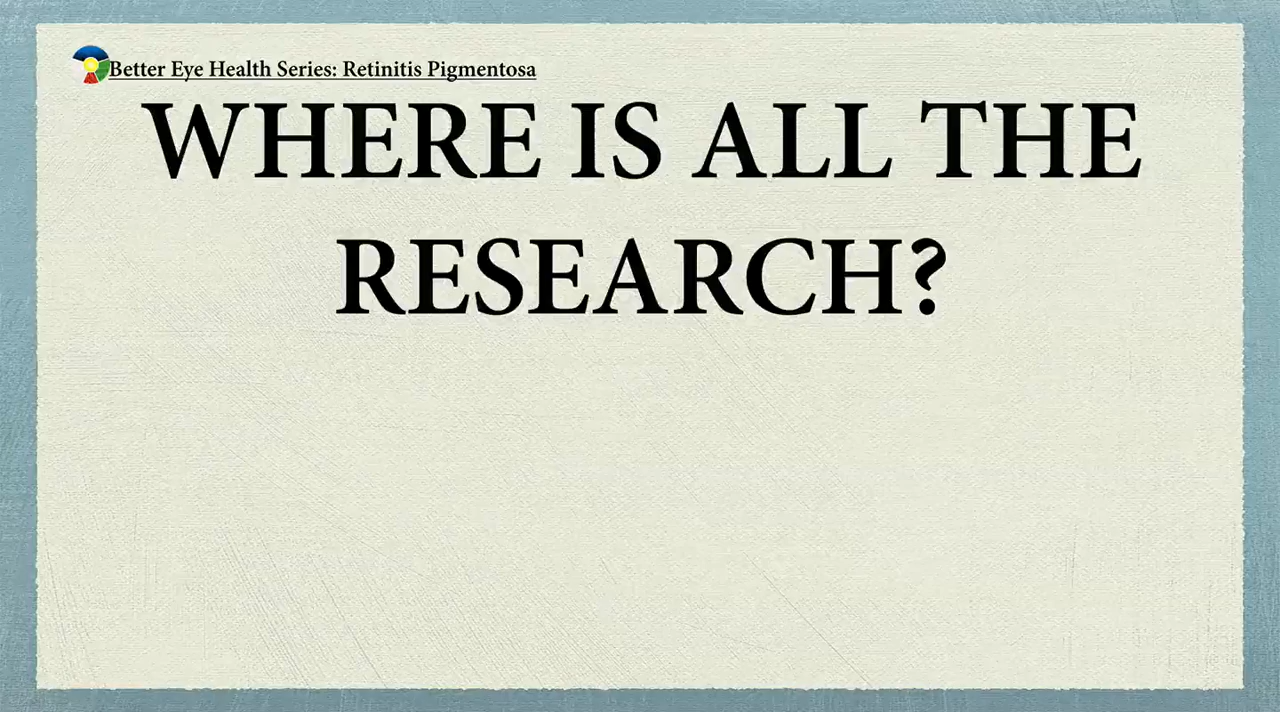 Better Eye Health Series: Retinitis Pigmentosa
WHERE IS ALL THE
RESEARCH?